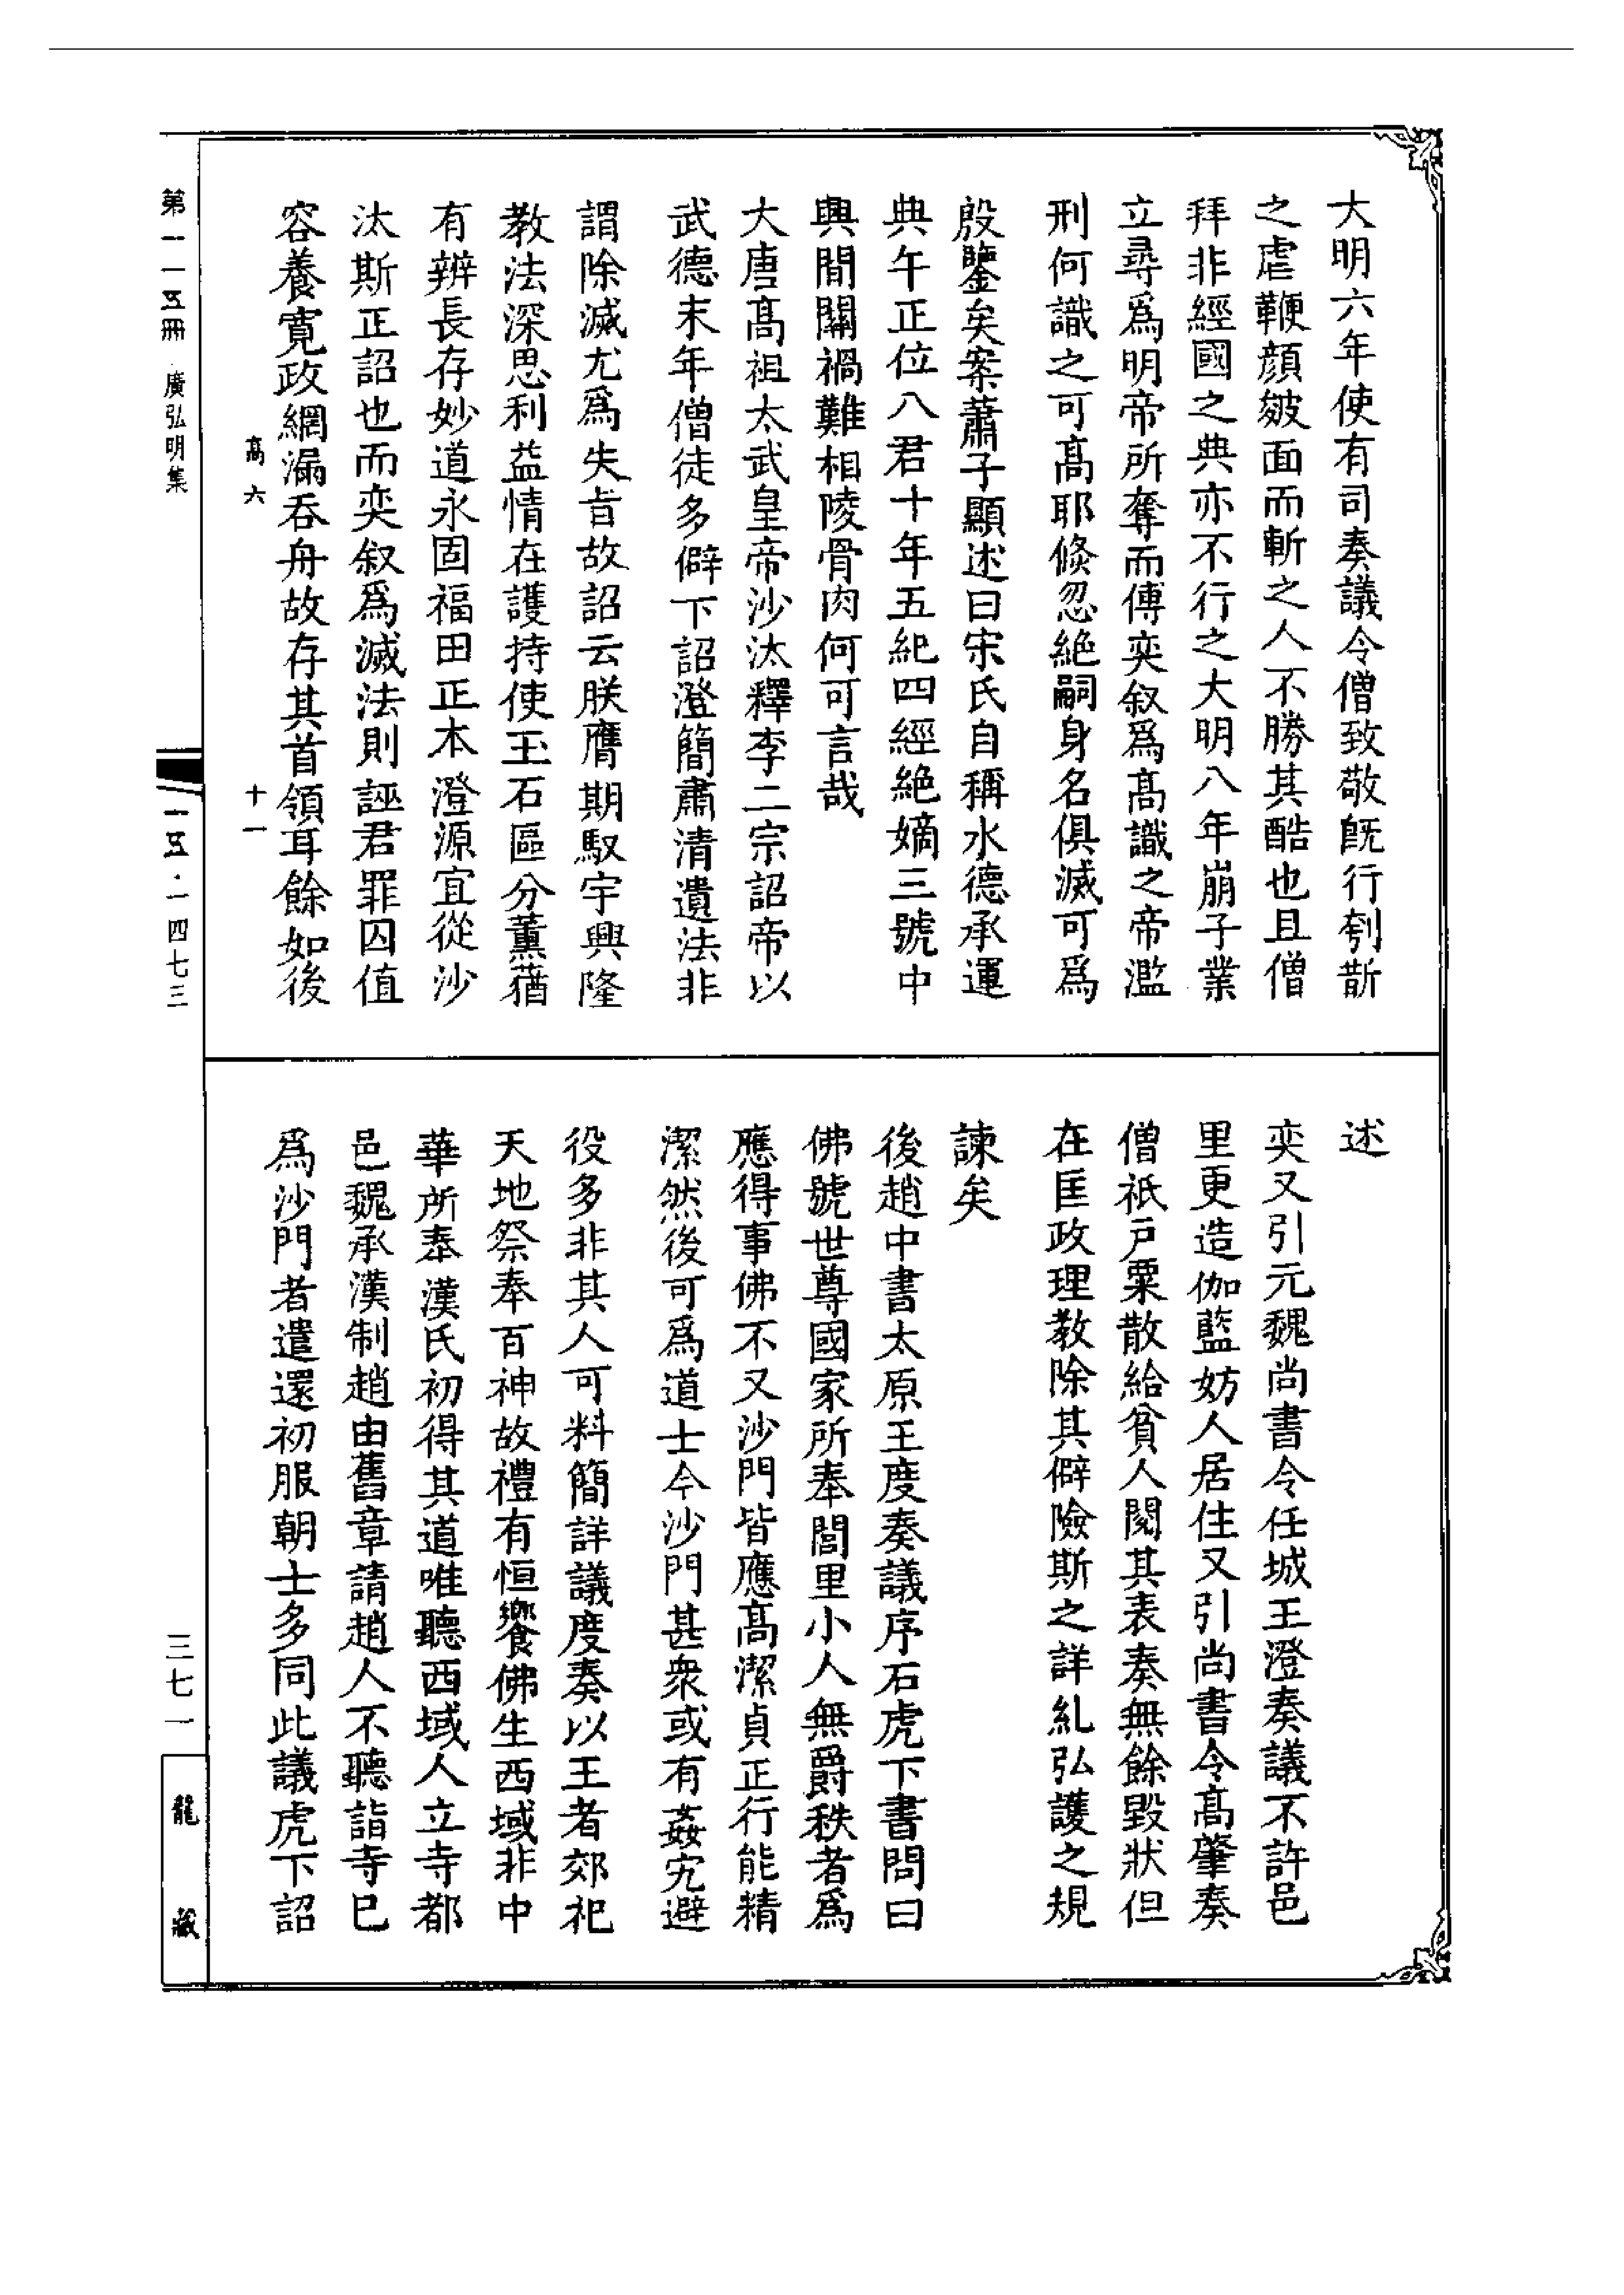 大明六年使有司奏議令僧致敬旣行刳斮
之虐鞭顔皴面而斬之人不勝其酷也且僧
拜非經國之典亦不行之大明八年崩子業
立尋爲明帝所奪而傅奕叙爲髙識之帝濫
刑何識之可髙耶倐忽絶嗣身名俱滅可爲
殷鑒矣案蕭子顯述曰宋氏自稱水德承運
典午正位八君十年五紀四經絶嫡三號中
興間關禍難相陵骨肉何可言哉
大唐髙祖太武皇帝沙汰釋李二宗詔帝以
武德末年僧徒多僻下詔澄簡肅清遺法非
謂除滅尤爲失旨故詔云朕膺期馭宇興隆
教法深思利益情在護持使玉石區分薰蕕
有辨長存妙道永固福田正本澄源宜從沙
汰斯正詔也而奕叙爲滅法則誣君罪囚值
容養寬政網漏吞舟故存其首領耳餘如後
髙六 十一
述
奕又引元魏尚書令任城王澄奏議不許邑
里更造伽藍妨人居住又引尚書令髙肇奏
僧祇戸粟散給貧人閱其表奏無餘毀狀但
在匡政理教除其僻險斯之詳糺弘護之規
諫矣
後趙中書太原王度奏議序石虎下書問曰
佛號世尊國家所奉閭里小人無爵秩者爲
應得事佛不又沙門皆應髙潔貞正行能精
潔然後可爲道士今沙門甚衆或有姦宄避
役多非其人可料簡詳議度奏以王者郊祀
天地祭奉百神故禮有恒饗佛生西域非中
華所奉漢氏初得其道唯聽西域人立寺都
邑魏承漢制趙由舊章請趙人不聽詣寺已
爲沙門者遣還初服朝士多同此議虎下詔
第一一五冊 廣弘明集
一五·一四七三
三七一
龍藏